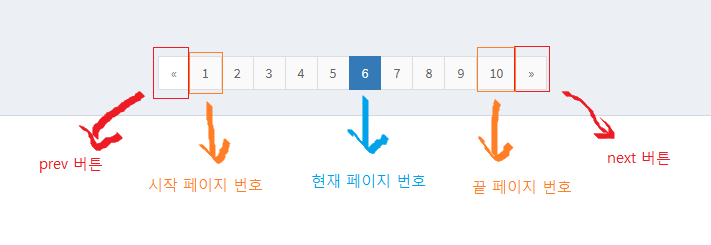 « 1 2 3 4 5 6 7 8 9 10 »
prev 버튼
시작 페이지 번호
현재 페이지 번호
끝 페이지 번호
next 버튼